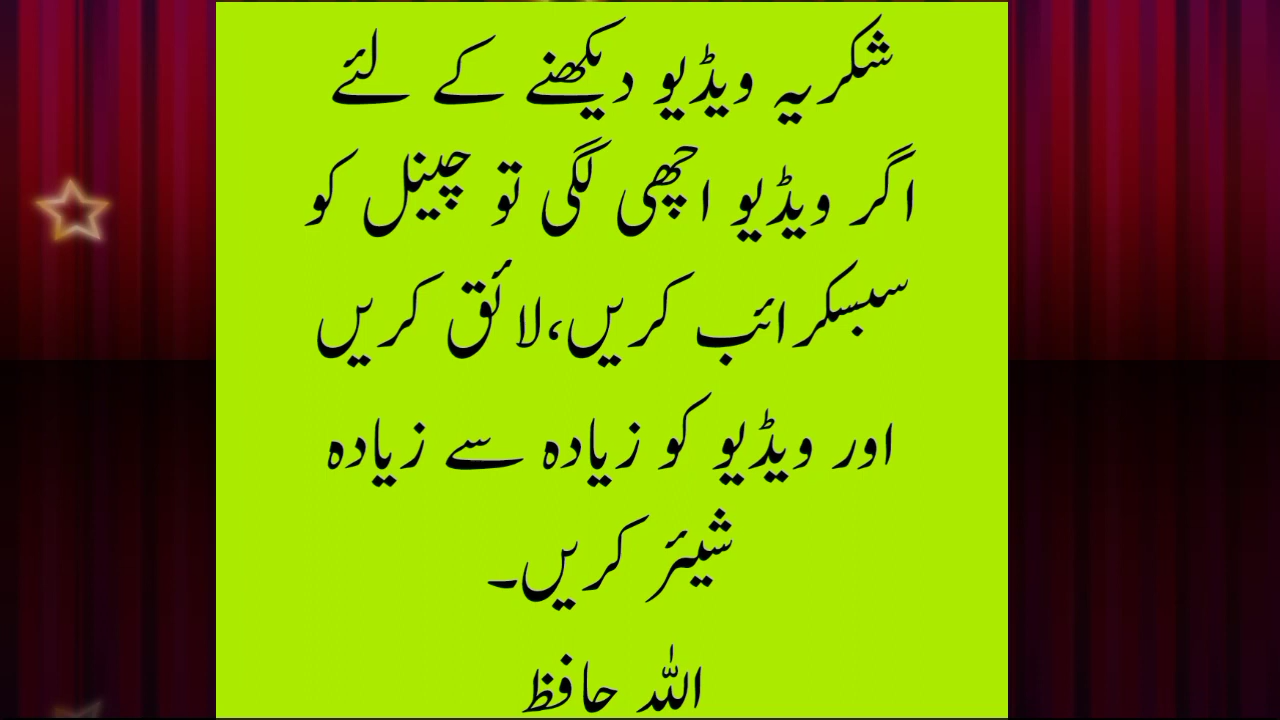 شکریہ ویڈیو دیکھنے کے لئے
اگر ویڈیو اچھی لگی تو چینل کو
سبسکرائب کریں،لائق کریں
اور ویڈیو کو زیادہ سے زیادہ
شیئر کریں۔
اللہ حافظ